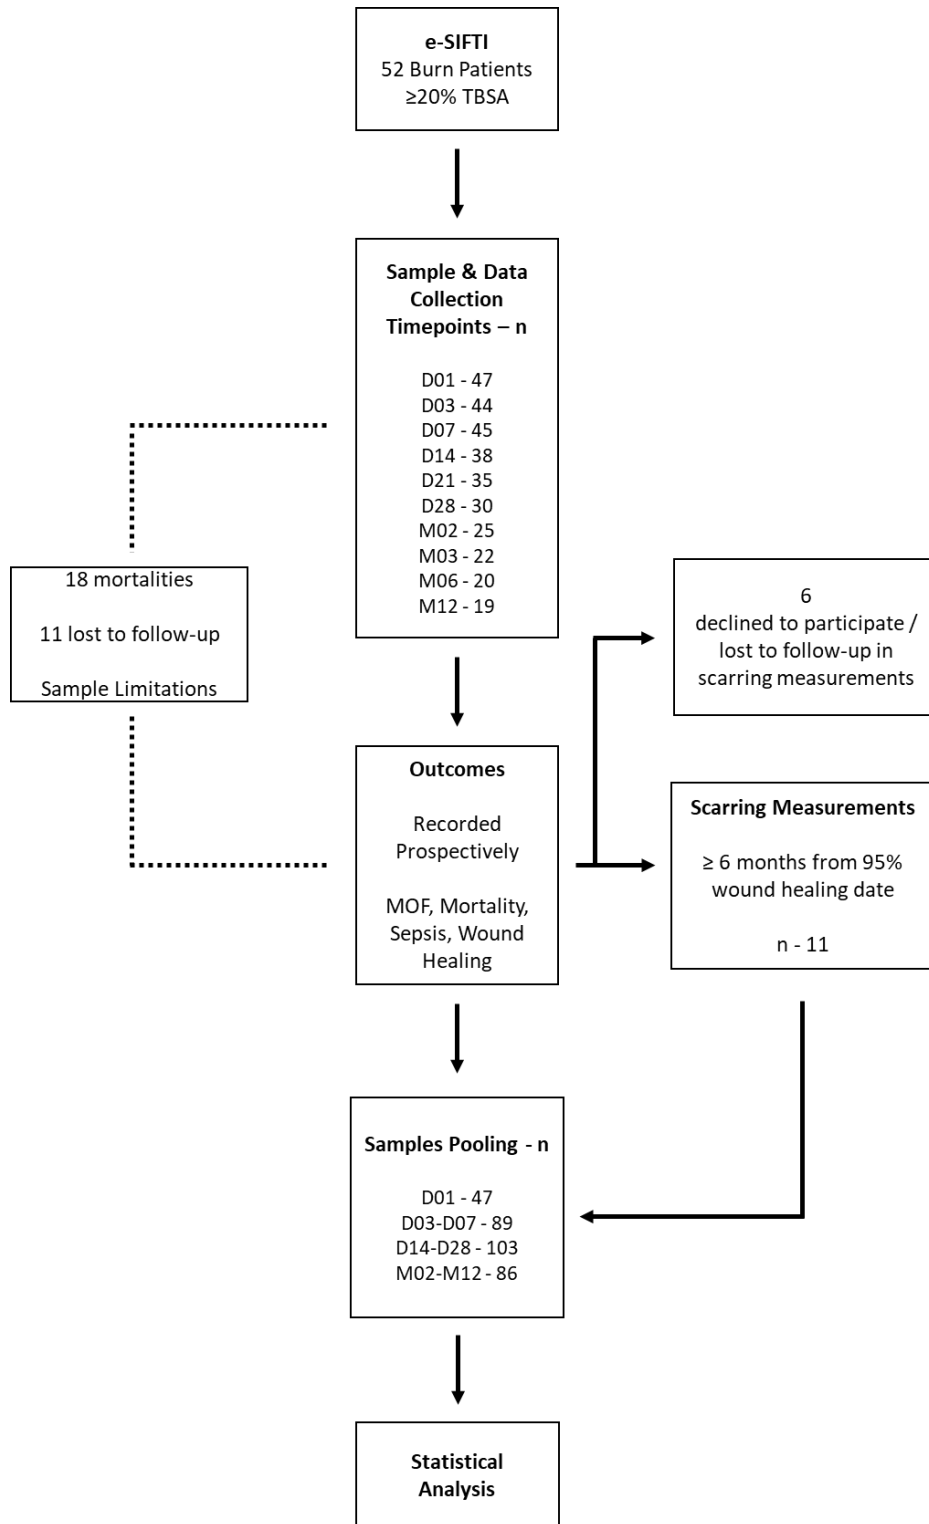 e-SIFTI
52 Burn Patients
≥20% TBSA
Sample & Data
Collection
Timepoints – n
D01 - 47
D03 - 44
D07 - 45
D14 - 38
D21 - 35
D28 - 30
M02 - 25
M03 - 22
M06 - 20
M12 - 19
18 mortalities
11 lost to follow-up
Sample Limitations
6
declined to participate /
lost to follow-up in
scarring measurements
Outcomes
Recorded
Prospectively
MOF, Mortality,
Sepsis, Wound
Healing
Scarring Measurements
≥ 6 months from 95%
wound healing date
n - 11
Samples Pooling - n
D01 - 47
D03-D07 - 89
D14-D28 - 103
M02-M12 - 86
Statistical
Analysis